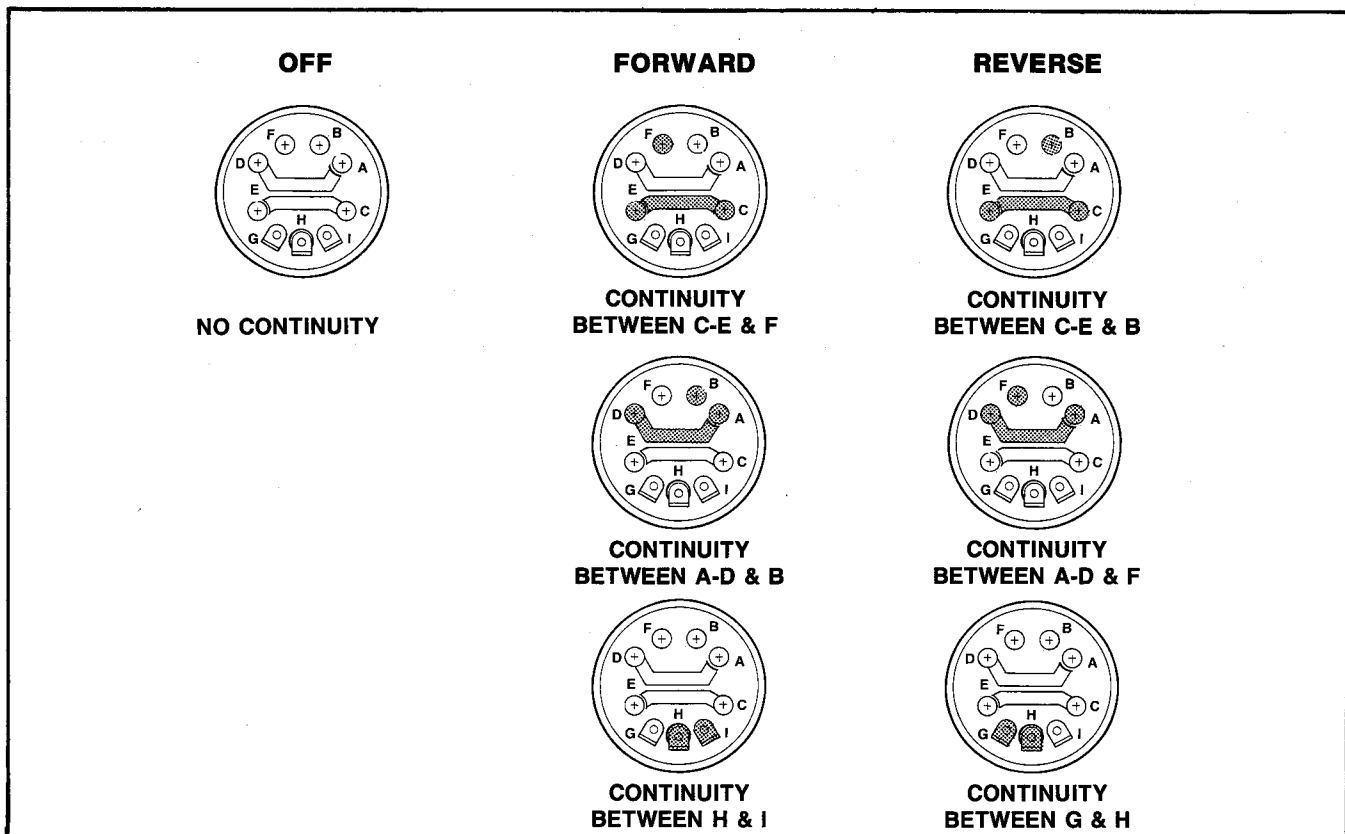 OFF FORWARD REVERSE
F B
D A
E
C
H
G I
NO CONTINUITY
F B
D A
E
C
H
G I
CONTINUITY
BETWEEN C-E & F
F B
D A
E
C
H
G I
CONTINUITY
BETWEEN C-E & B
F B
D A
E
C
H
G I
CONTINUITY
BETWEEN A-D & B
F B
D A
E
C
H
G I
CONTINUITY
BETWEEN A-D & F
F B
D A
E
C
H
G I
CONTINUITY
BETWEEN H & I
F B
D A
E
C
H
G I
CONTINUITY
BETWEEN G & H